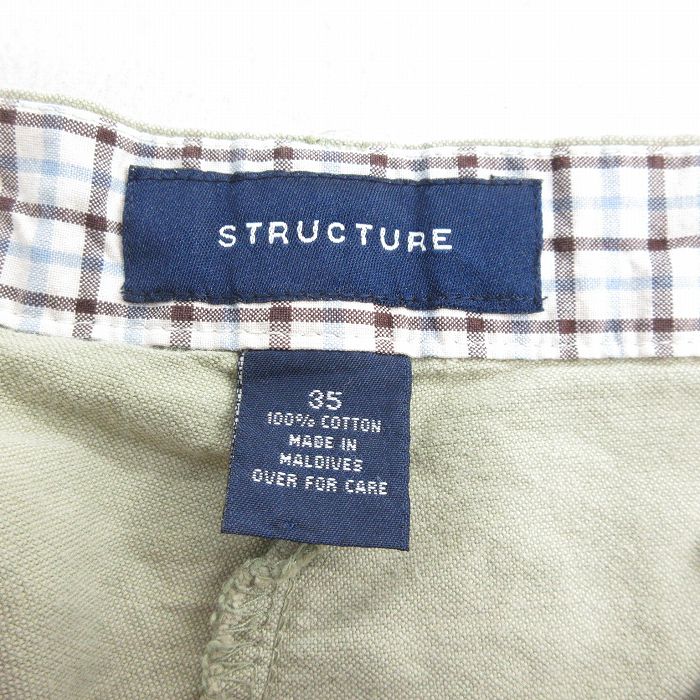 STRUCTURE
35
100% COTTON
MADE IN
MALDIVES
OVER FOR CARE